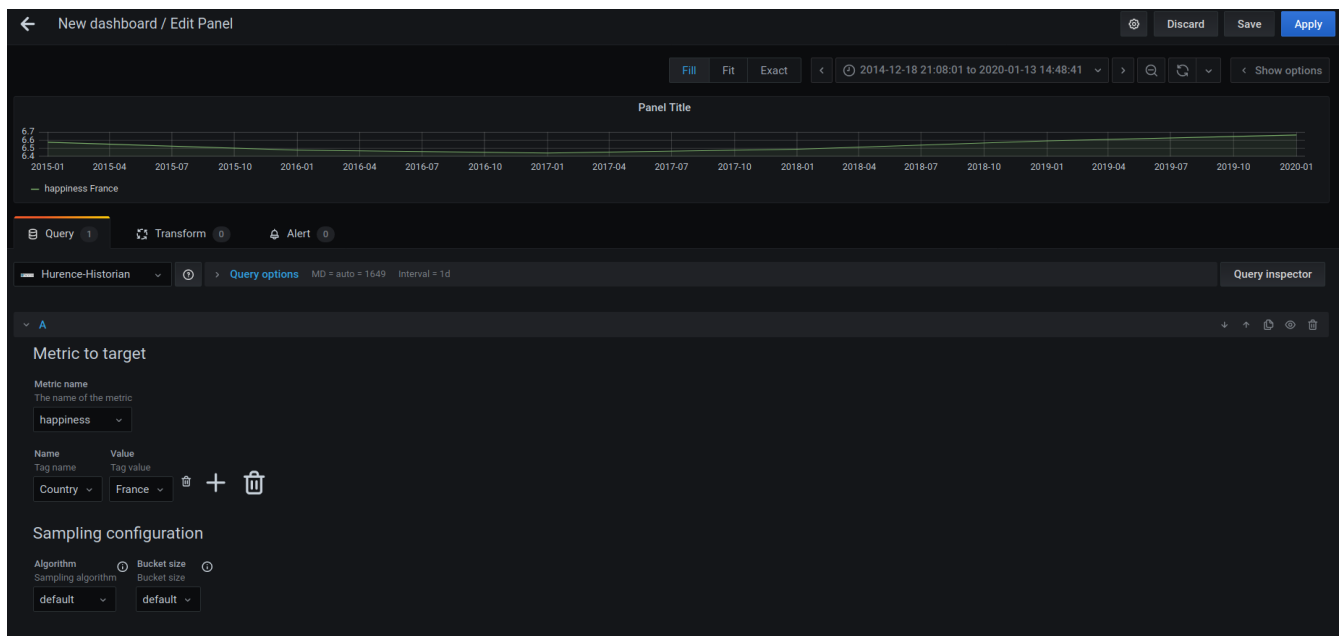 New dashboard / Edit Panel Discard Save Apply
Fill Fit Exact 2014-12-18 21:08:01 to 2020-01-13 14:48:41 Show options
Panel Title
6.7
6.6
6.5
6.4
2015-01 2015-04 2015-07 2015-10 2016-01 2016-04 2016-07 2016-10 2017-01 2017-04 2017-07 2017-10 2018-01 2018-04 2018-07 2018-10 2019-01 2019-04 2019-07 2019-10 2020-01
happiness France
Query 1 Transform 0 Alert 0
Hurence-Historian Query options MD = auto = 1649 Interval = 1d Query inspector
A
Metric to target
Metric name
The name of the metric
happiness
Name Value
Tag name Tag value
Country France
Sampling configuration
Algorithm Bucket size
Sampling algorithm Bucket size
default default